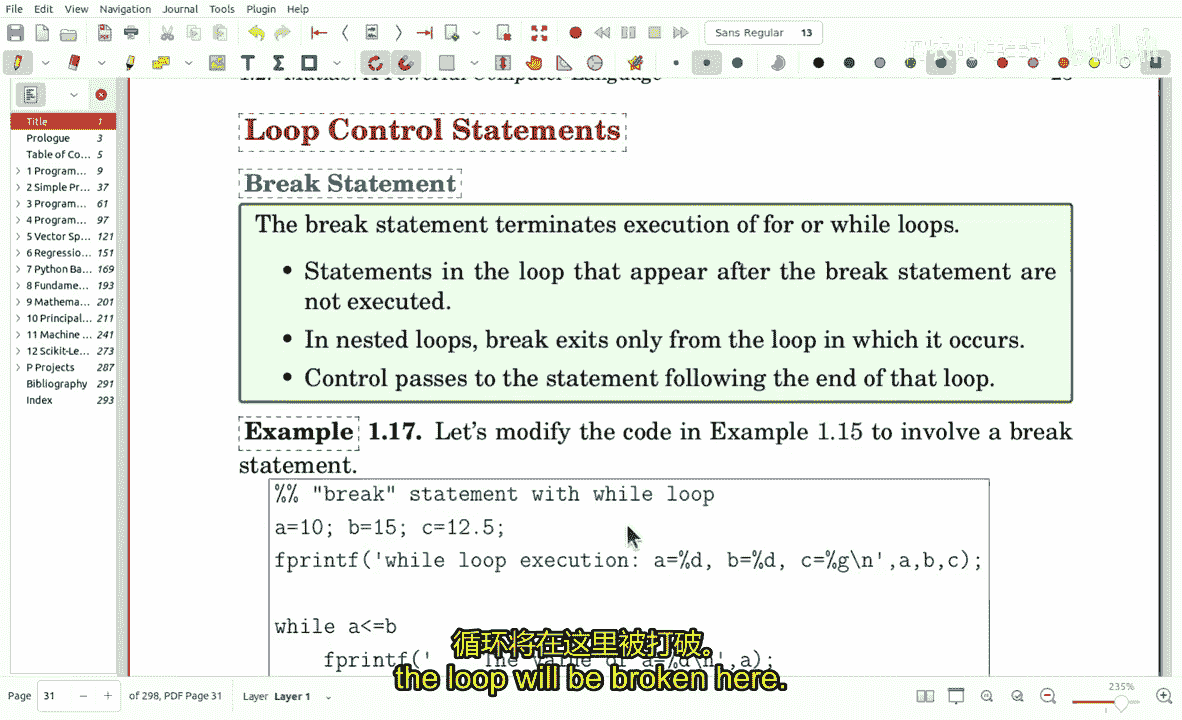 File Edit View Navigation Journal Tools Plugin Help
Sans Regular 13
Title 1
Prologue 3
Table of Co... 5
1 Program... 9
2 Simple Pr... 37
3 Program... 61
4 Program... 97
5 Vector Sp... 121
6 Regressio... 151
7 Python Ba... 169
8 Fundame... 193
9 Mathema... 201
10 Principal... 211
11 Machine ... 241
12 Scikit-Le... 273
P Projects 287
Bibliography 291
Index 293
Loop Control Statements
Break Statement
The break statement terminates execution of for or while loops.
• Statements in the loop that appear after the break statement are
not executed.
• In nested loops, break exits only from the loop in which it occurs.
• Control passes to the statement following the end of that loop.
Example 1.17. Let's modify the code in Example 1.15 to involve a break
statement.
%% "break" statement with while loop
a=10; b=15; c=12.5;
fprintf('while loop execution: a=%d, b=%d, c=%g\n',a,b,c);
while a<=b
fprintf(' The value of a=%d\n',a);
循环将在这里被打破。
the loop will be broken here.
Page 31 − + of 298, PDF Page 31 Layer Layer 1 235%